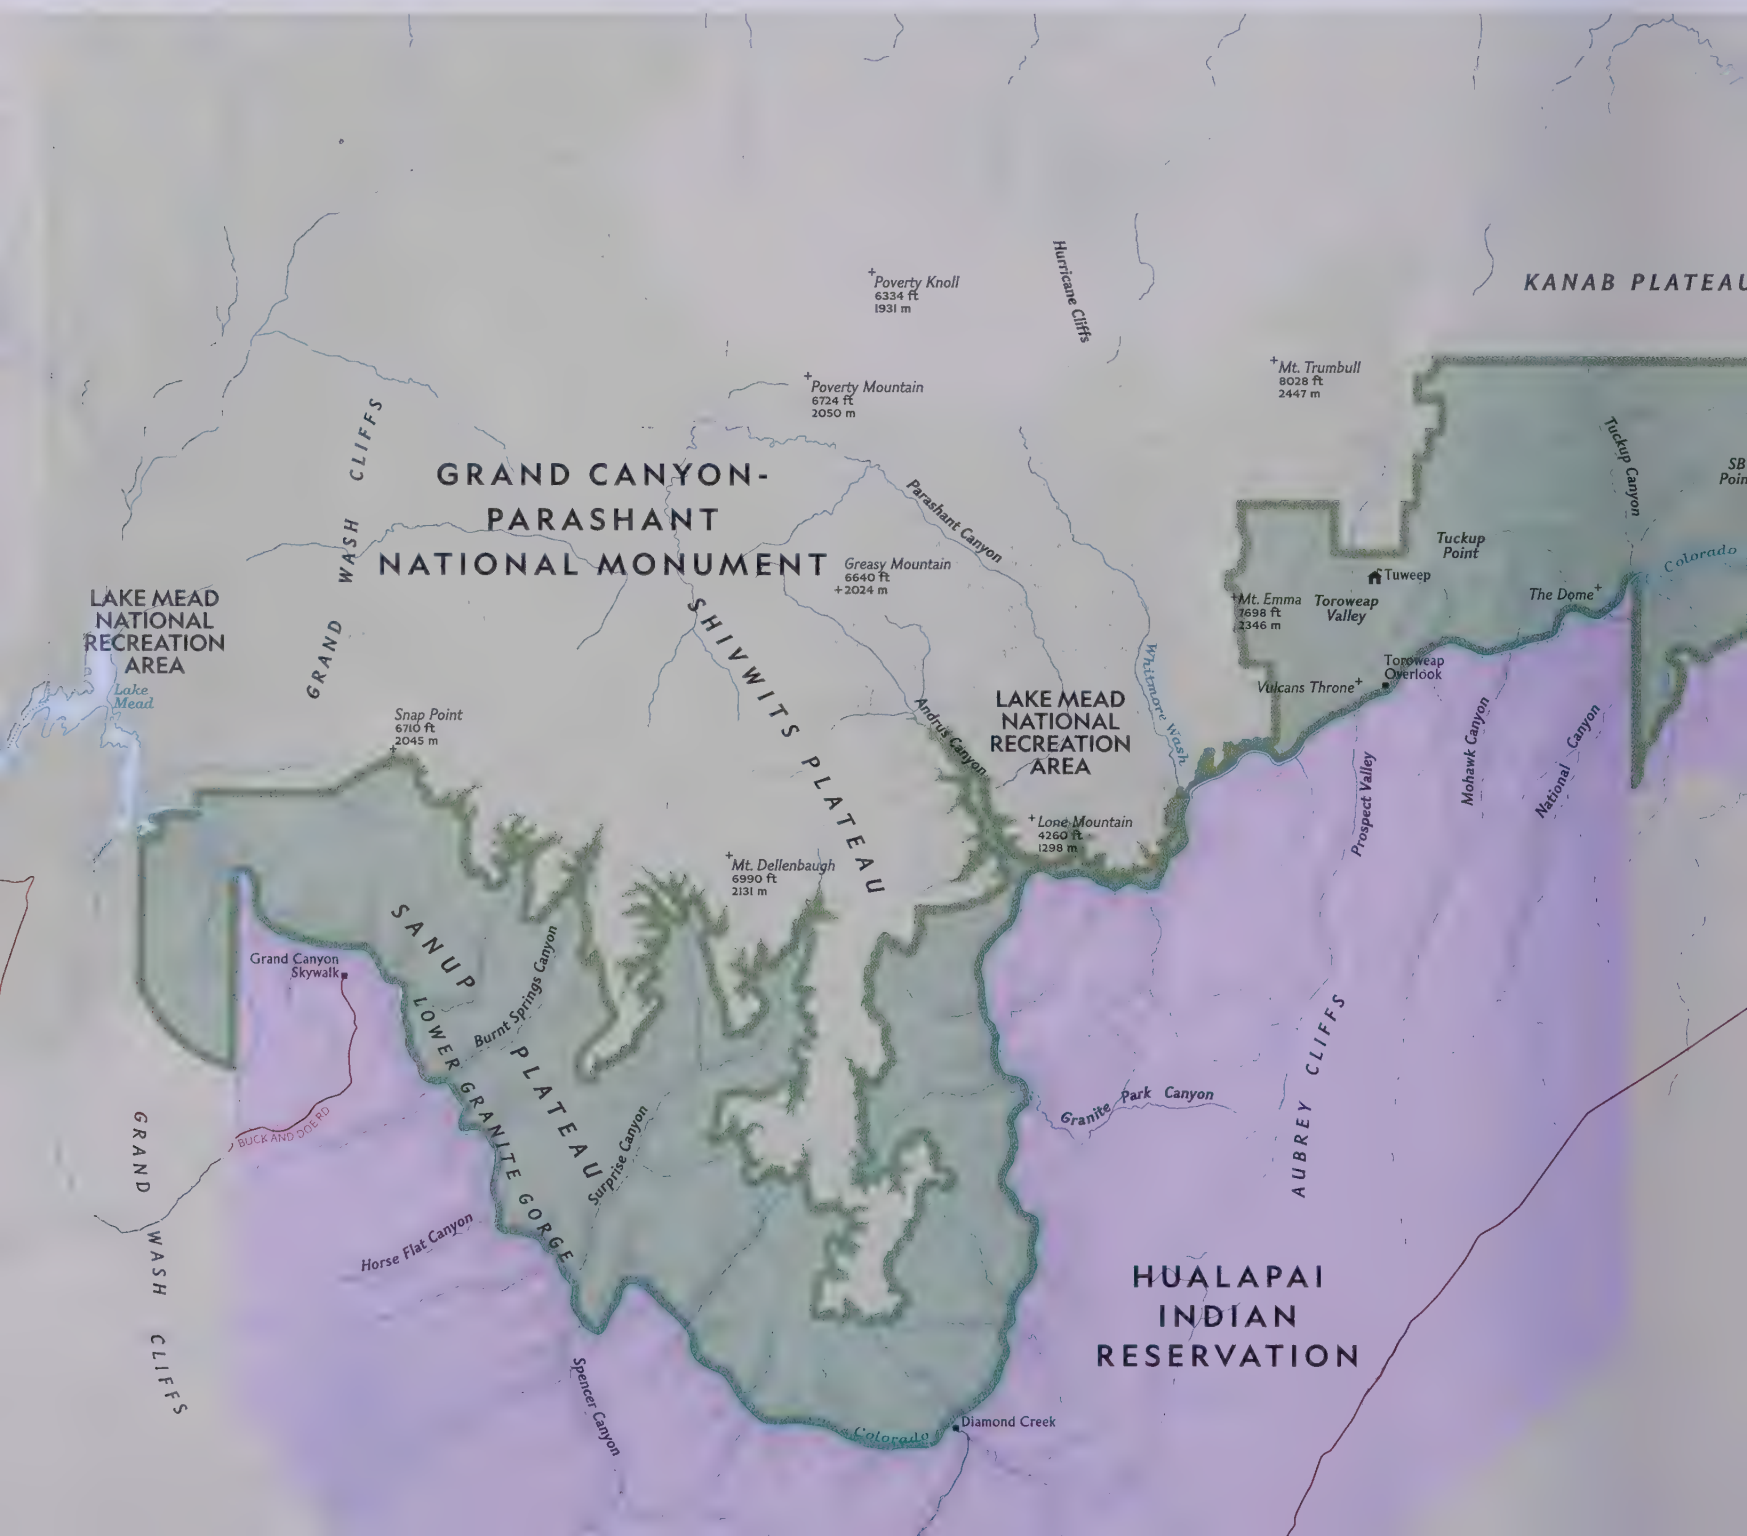 Poverty Knoll
6334 ft
1931 m
Hurricane Cliffs
KANAB PLATEAU
Mt. Trumbull
8028 ft
2447 m
Poverty Mountain
6724 ft
2050 m
GRAND WASH CLIFFS
GRAND CANYON-
PARASHANT
NATIONAL MONUMENT
Parashant Canyon
Tuckup Canyon
SB
Poin
Tuckup
Point
Colorado
Greasy Mountain
6640 ft
2024 m
Tuweep
LAKE MEAD
NATIONAL
RECREATION
AREA
Lake
Mead
Mt. Emma
7698 ft
2346 m
Toroweap
Valley
The Dome
SHIVWITS PLATEAU
Whitmore Wash
Toroweap
Overlook
Vulcans Throne
Andrus Canyon
LAKE MEAD
NATIONAL
RECREATION
AREA
Snap Point
6710 ft
2045 m
Mohawk Canyon
National Canyon
Prospect Valley
Lone Mountain
4260 ft
1298 m
Mt. Dellenbaugh
6990 ft
2131 m
SANUP PLATEAU
Grand Canyon
Skywalk
Burnt Springs Canyon
LOWER GRANITE GORGE
AUBREY CLIFFS
Granite Park Canyon
BUCK AND DOE RD
Surprise Canyon
GRAND WASH CLIFFS
Horse Flat Canyon
HUALAPAI
INDIAN
RESERVATION
Spencer Canyon
Colorado
Diamond Creek